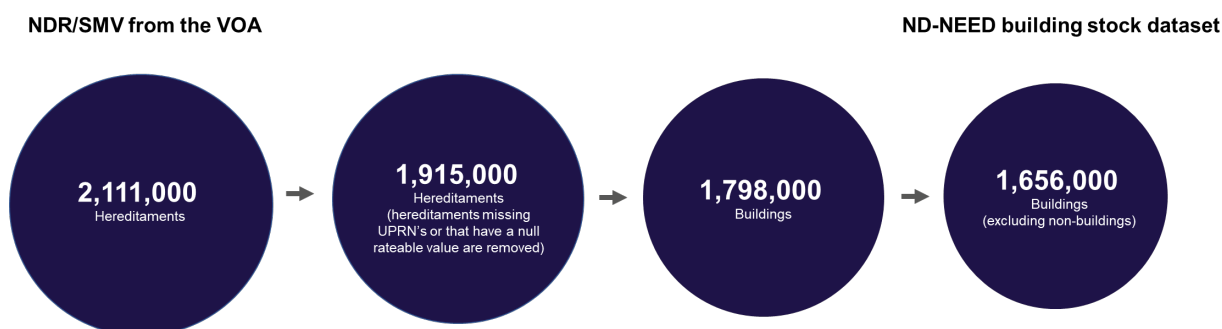 NDR/SMV from the VOA
ND-NEED building stock dataset
2,111,000
Hereditaments
1,915,000
Hereditaments
(hereditaments missing
UPRN's or that have a null
rateable value are removed)
1,798,000
Buildings
1,656,000
Buildings
(excluding non-buildings)